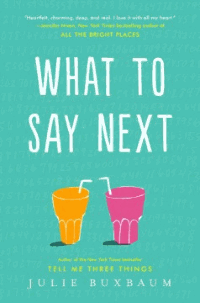 "Heartfelt, charming, deep, and real. I love it with all my heart."
—Jennifer Niven, New York Times bestselling author of
ALL THE BRIGHT PLACES
WHAT TO
SAY NEXT
Author of the New York Times bestseller
TELL ME THREE THINGS
JULIE BUXBAUM